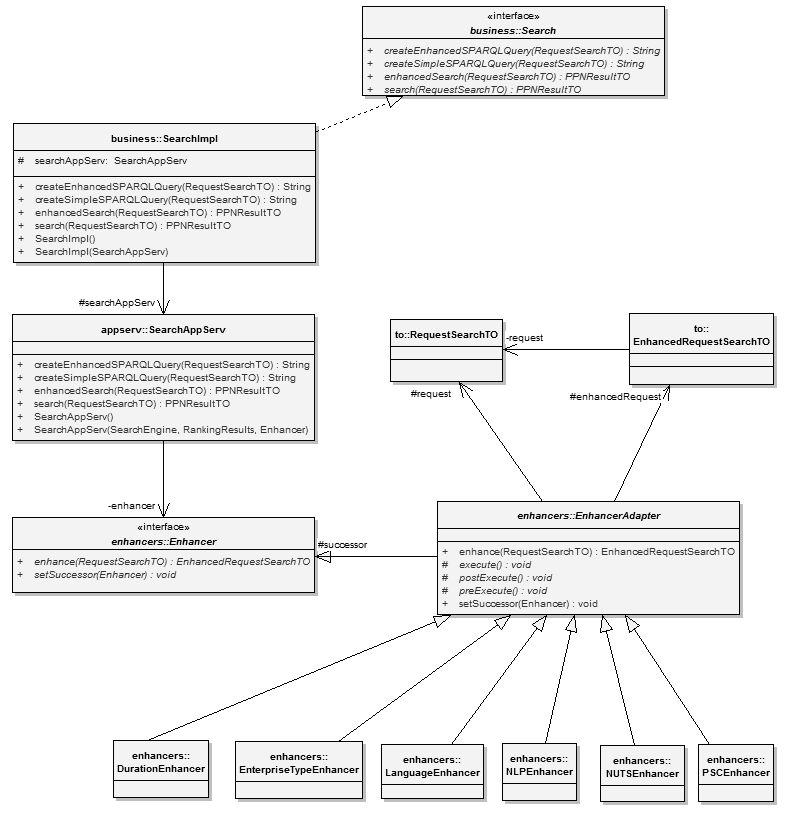 «interface»
business::Search
+ createEnhancedSPARQLQuery(RequestSearchTO) : String
+ createSimpleSPARQLQuery(RequestSearchTO) : String
+ enhancedSearch(RequestSearchTO) : PPNResultTO
+ search(RequestSearchTO) : PPNResultTO
business::SearchImpl
# searchAppServ: SearchAppServ
+ createEnhancedSPARQLQuery(RequestSearchTO) : String
+ createSimpleSPARQLQuery(RequestSearchTO) : String
+ enhancedSearch(RequestSearchTO) : PPNResultTO
+ search(RequestSearchTO) : PPNResultTO
+ SearchImpl()
+ SearchImpl(SearchAppServ)
#searchAppServ
appserv::SearchAppServ
+ createEnhancedSPARQLQuery(RequestSearchTO) : String
+ createSimpleSPARQLQuery(RequestSearchTO) : String
+ enhancedSearch(RequestSearchTO) : PPNResultTO
+ search(RequestSearchTO) : PPNResultTO
+ SearchAppServ()
+ SearchAppServ(SearchEngine, RankingResults, Enhancer)
to::RequestSearchTO
-request
to::
EnhancedRequestSearchTO
#request
#enhancedRequest
-enhancer
«interface»
enhancers::Enhancer
+ enhance(RequestSearchTO) : EnhancedRequestSearchTO
+ setSuccessor(Enhancer) : void
#successor
enhancers::EnhancerAdapter
+ enhance(RequestSearchTO) : EnhancedRequestSearchTO
# execute() : void
# postExecute() : void
# preExecute() : void
+ setSuccessor(Enhancer) : void
enhancers::
DurationEnhancer
enhancers::
EnterpriseTypeEnhancer
enhancers::
LanguageEnhancer
enhancers::
NLPEnhancer
enhancers::
NUTSEnhancer
enhancers::
PSCEnhancer